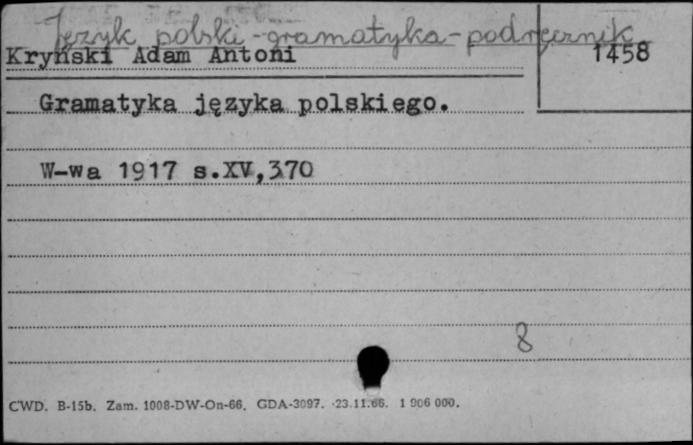 Język polski - gramatyka - podręcznik
Kryński Adam Antoni
1458
Gramatyka języka polskiego.
W-wa 1917 s.XV,370
8
CWD. B-15b. Zam. 1008-DW-On-66. GDA-3097. 23.11.66. 1 906 000.